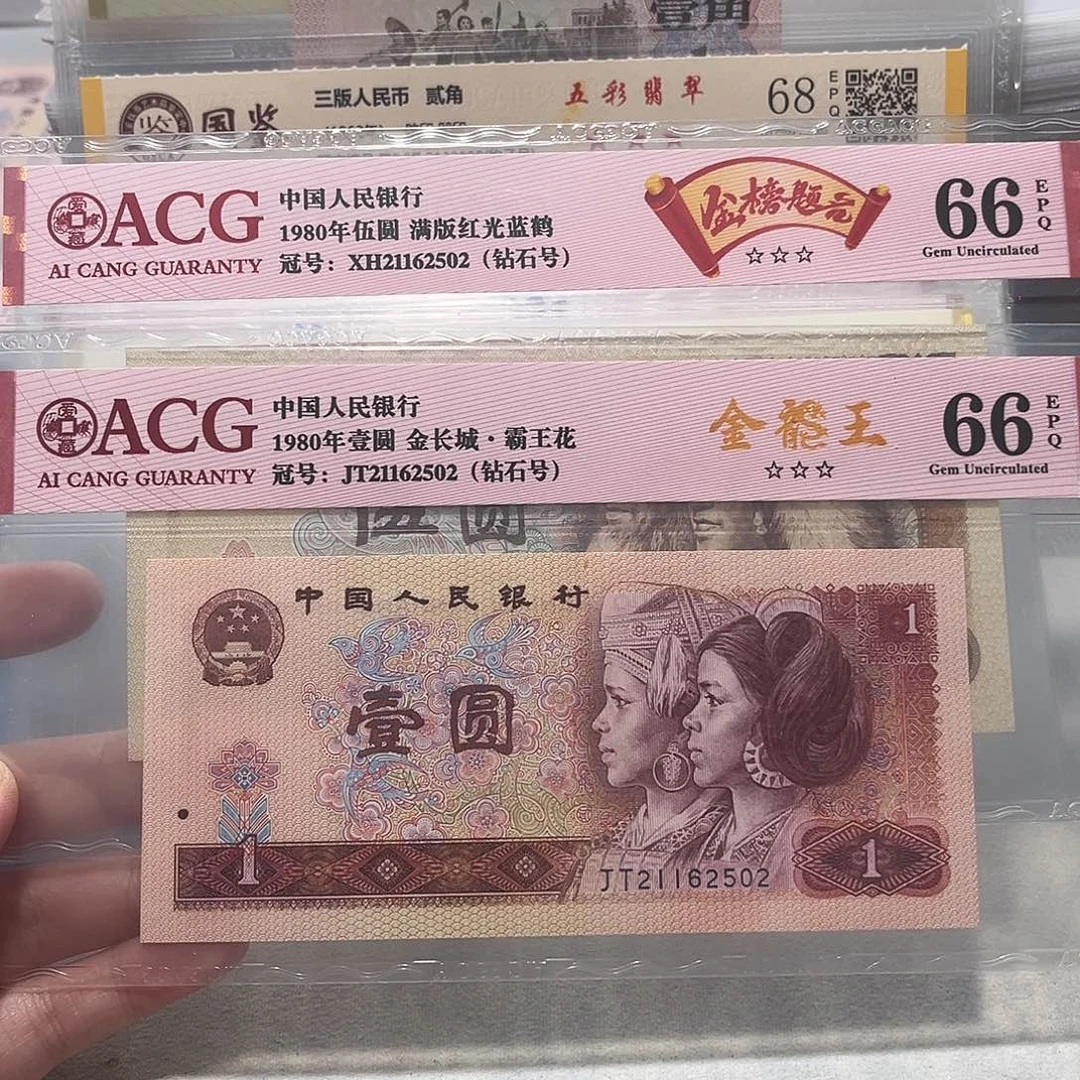 壹角
国鉴
三版人民币 贰角
五彩翡翠
68
EPQ
ACG
AI CANG GUARANTY
中国人民银行
1980年伍圆 满版红光蓝鹤
冠号：XH21162502（钻石号）
金榜题元
☆☆☆
66
EPQ
Gem Uncirculated
ACG
AI CANG GUARANTY
中国人民银行
1980年壹圆 金长城·霸王花
冠号：JT21162502（钻石号）
金龍王
☆☆☆
66
EPQ
Gem Uncirculated
伍圆
中国人民银行
1
壹圆
1
JT21162502
1